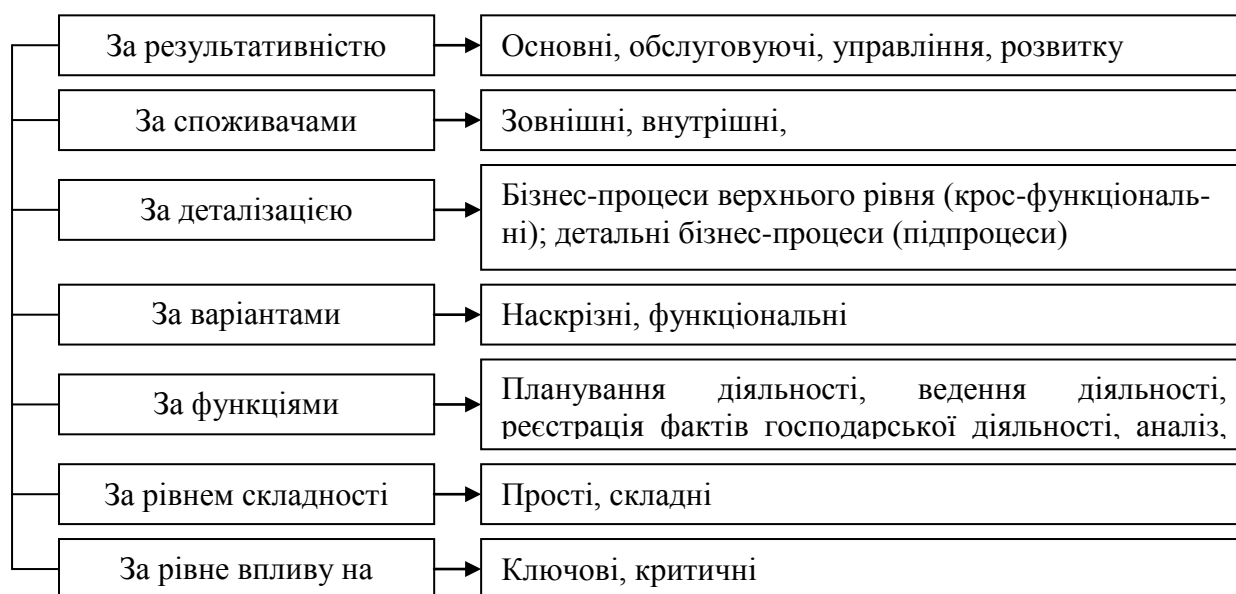 За результативністю
Основні, обслуговуючі, управління, розвитку
За споживачами
Зовнішні, внутрішні,
За деталізацією
Бізнес-процеси верхнього рівня (крос-функціональ-
ні); детальні бізнес-процеси (підпроцеси)
За варіантами
Наскрізні, функціональні
За функціями
Планування діяльності, ведення діяльності,
реєстрація фактів господарської діяльності, аналіз,
За рівнем складності
Прості, складні
За рівне впливу на
Ключові, критичні